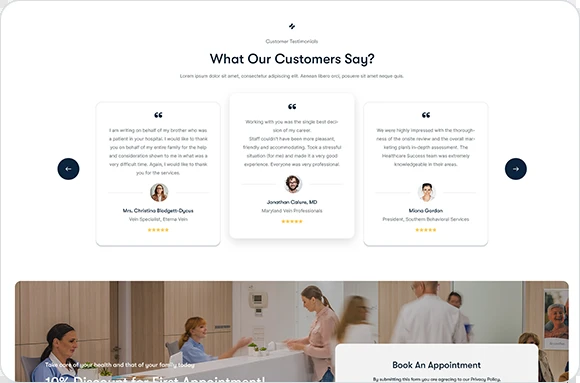 Customer Testimonials
What Our Customers Say?
Lorem ipsum dolor sit amet, consectetur adipiscing elit. Aenean libero orci, posuere sit amet neque quis.
I am writing on behalf of my brother who was
a patient in your hospital. I would like to thank
you on behalf of my entire family for the help
and consideration shown to me in what was a
very difficult time. Again, I would like to thank
you for the services
Mrs. Christina Blodgett-Dycus
Vein Specialist, Eterna Vein
Working with you was the single best deci-
sion of my career.
Staff couldn't have been more pleasant,
friendly and accommodating. Took a stressful
situation (for me) and made it a very good
experience. Everyone was very professional.
Jonathan Calure, MD
Maryland Vein Professionals
We were highly impressed with the thorough-
ness of the onsite review and the overall mar-
keting plan's in-depth assessment. The
Healthcare Success team was extremely
knowledgeable in their areas.
Miona Gordon
President, Southern Behavioral Services
Take care of your health and that of your family today
10% Discount for First Appointment!
Book An Appointment
By submitting this form you are agreeing to our Privacy Policy.